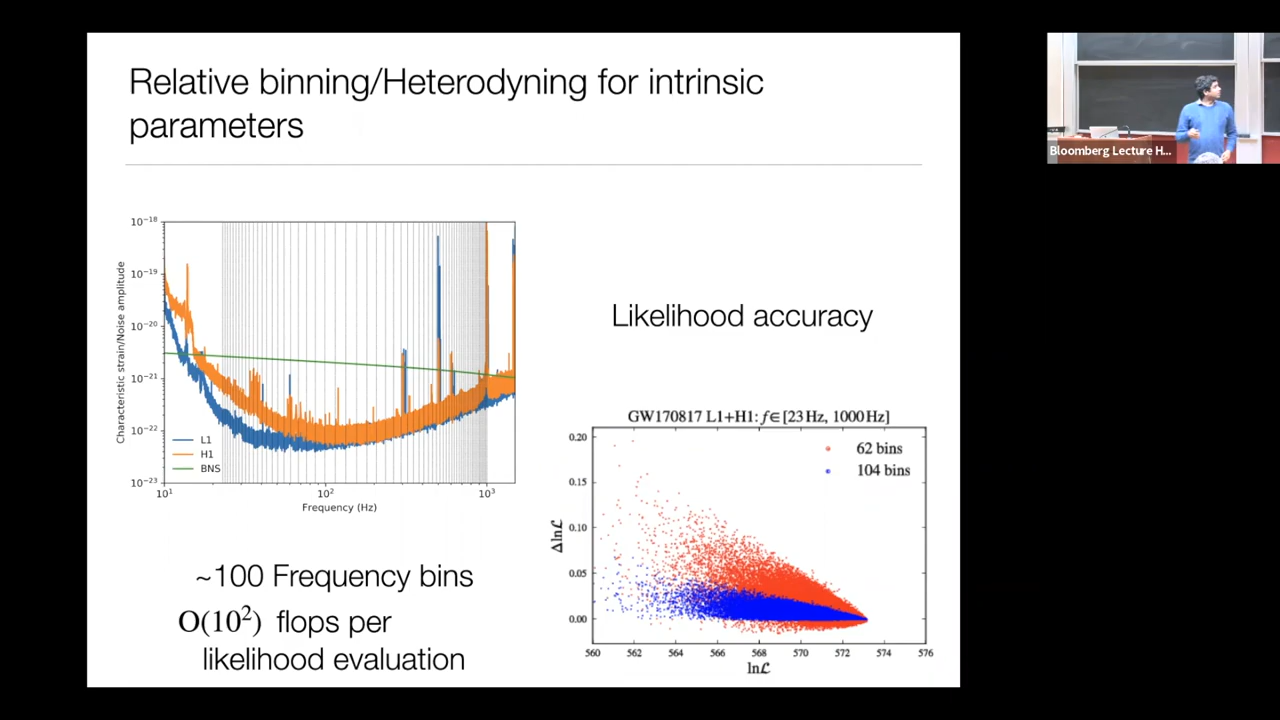 Relative binning/Heterodyning for intrinsic
parameters
Characteristic strain/Noise amplitude
10⁻¹⁸
10⁻¹⁹
10⁻²⁰
10⁻²¹
10⁻²²
10⁻²³
L1
H1
BNS
10¹ 10² 10³
Frequency (Hz)
~100 Frequency bins
O(10²) flops per
likelihood evaluation
Likelihood accuracy
GW170817 L1+H1: f∈[23 Hz, 1000 Hz]
62 bins
104 bins
Δln𝓛
0.20
0.15
0.10
0.05
0.00
560 562 564 566 568 570 572 574 576
ln𝓛
Bloomberg Lecture H...